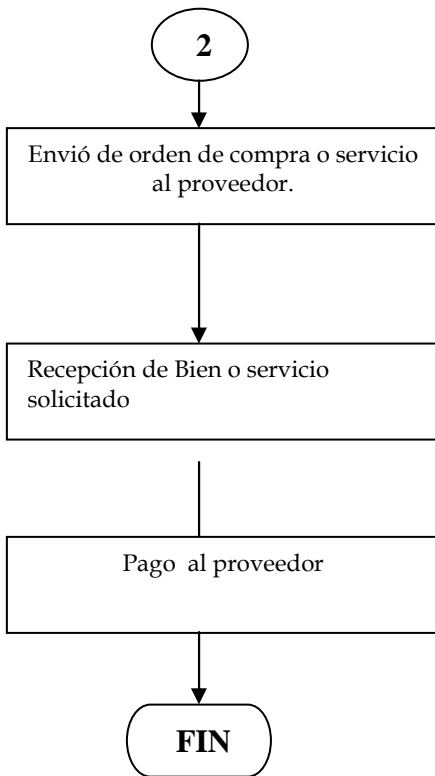 2
Envió de orden de compra o servicio
al proveedor.
Recepción de Bien o servicio
solicitado
Pago al proveedor
FIN